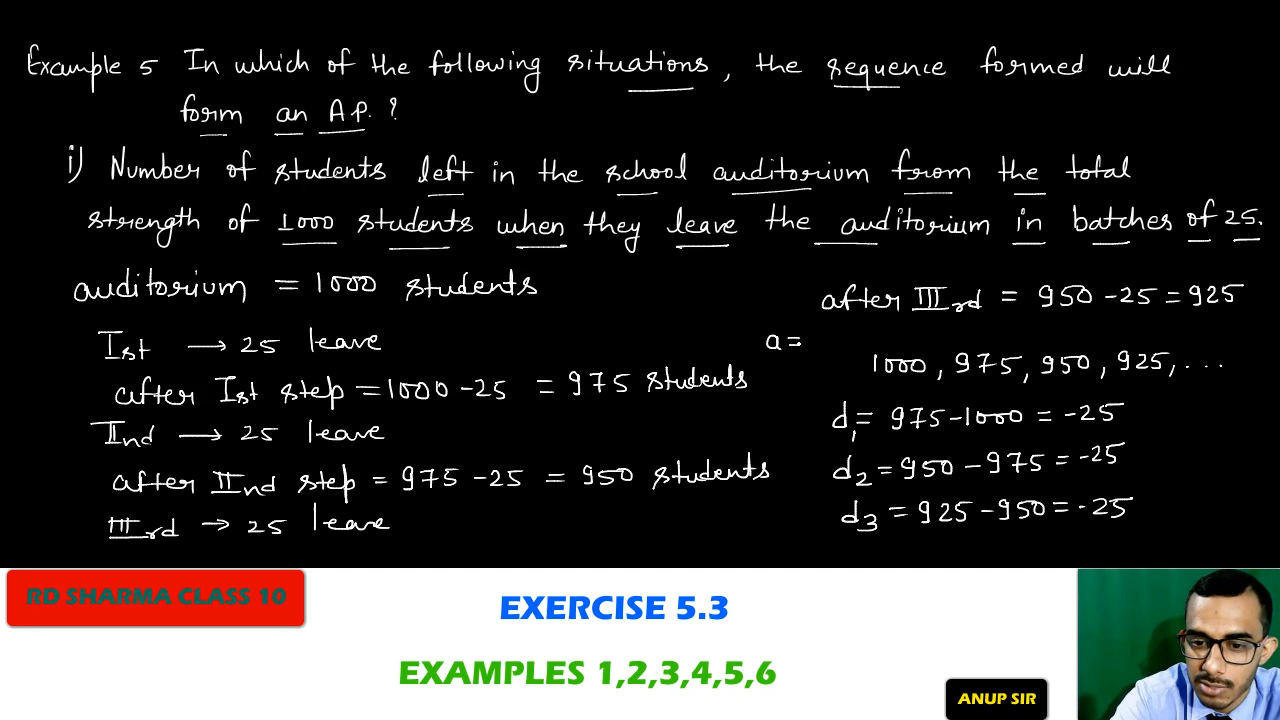 Example 5 In which of the following situations, the sequence formed will
form an A.P.?
i) Number of students left in the school auditorium from the total
strength of 1000 students when they leave the auditorium in batches of 25.
auditorium = 1000 students
Ist → 25 leave
after Ist step = 1000 - 25 = 975 students
IInd → 25 leave
after IInd step = 975 - 25 = 950 students
IIIrd → 25 leave
after IIIrd = 950 - 25 = 925
a =
1000, 975, 950, 925, ...
d1 = 975 - 1000 = -25
d2 = 950 - 975 = -25
d3 = 925 - 950 = -25
RD SHARMA CLASS 10
EXERCISE 5.3
EXAMPLES 1,2,3,4,5,6
ANUP SIR